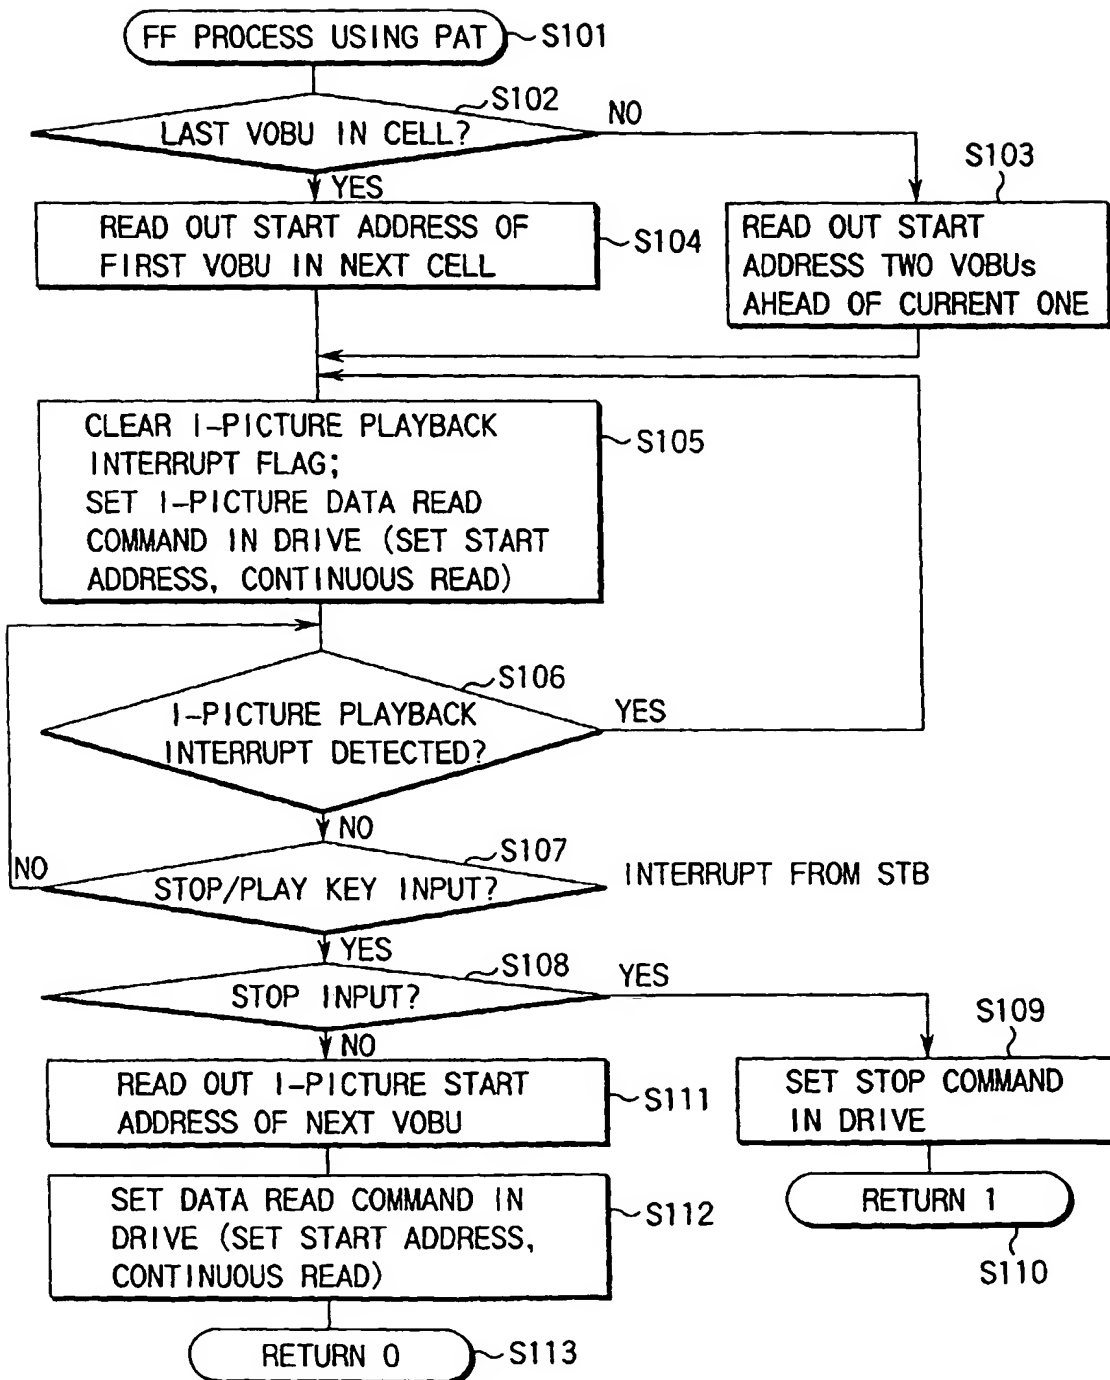 FF PROCESS USING PAT
S101
S102
LAST VOBU IN CELL?
NO
YES
S103
READ OUT START ADDRESS OF
FIRST VOBU IN NEXT CELL
S104
READ OUT START
ADDRESS TWO VOBUs
AHEAD OF CURRENT ONE
CLEAR I-PICTURE PLAYBACK
INTERRUPT FLAG;
SET I-PICTURE DATA READ
COMMAND IN DRIVE (SET START
ADDRESS, CONTINUOUS READ)
S105
S106
I-PICTURE PLAYBACK
INTERRUPT DETECTED?
YES
NO
S107
NO
STOP/PLAY KEY INPUT?
INTERRUPT FROM STB
YES
S108
STOP INPUT?
YES
NO
S109
READ OUT I-PICTURE START
ADDRESS OF NEXT VOBU
S111
SET STOP COMMAND
IN DRIVE
SET DATA READ COMMAND IN
DRIVE (SET START ADDRESS,
CONTINUOUS READ)
S112
RETURN 1
S110
RETURN 0
S113